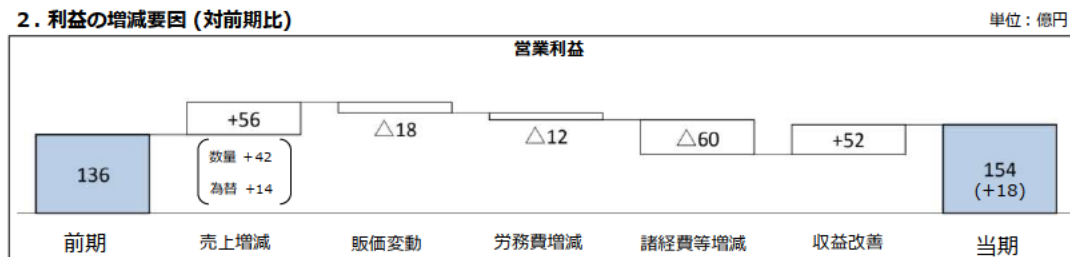 2．利益の増減要因 (対前期比)
単位：億円
営業利益
136
+56
数量 +42
為替 +14
△18
△12
△60
+52
154
(+18)
前期
売上増減
販価変動
労務費増減
諸経費等増減
収益改善
当期